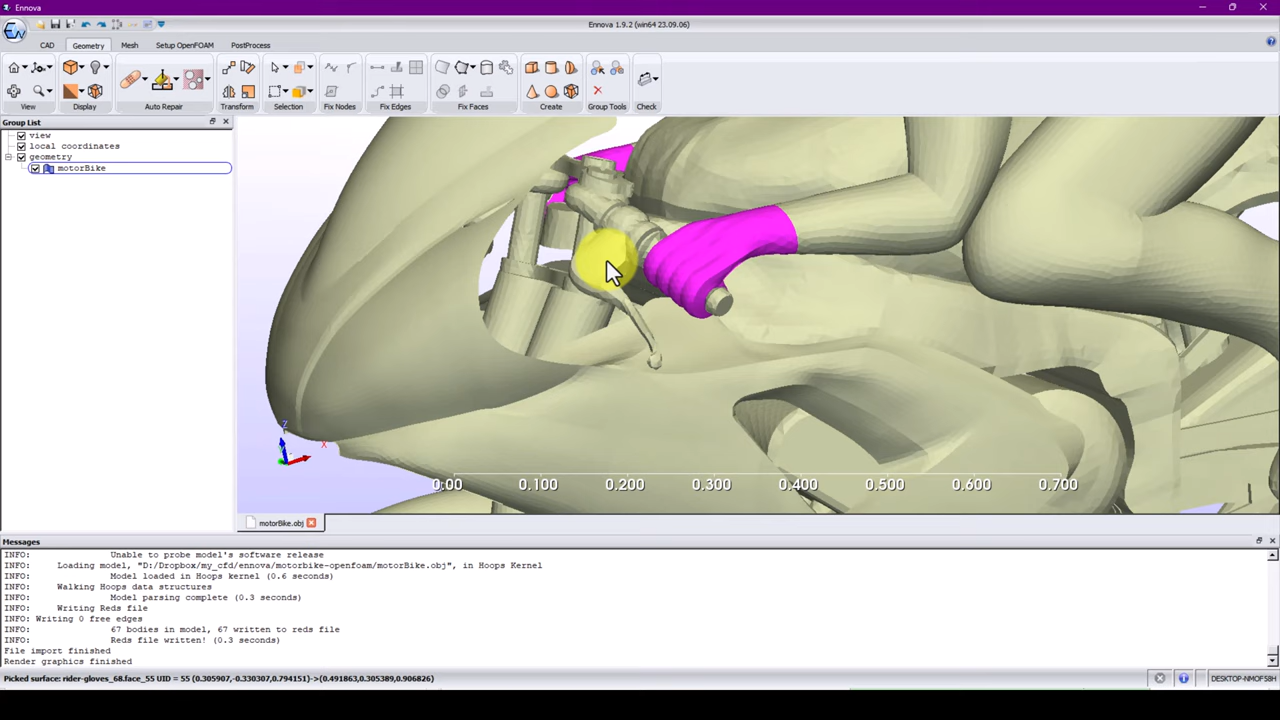 Ennova
Ennova 1.9.2 (win64 23.09.06)
CAD Geometry Mesh Setup OpenFOAM PostProcess
View Display Auto Repair Transform Selection Fix Nodes Fix Edges Fix Faces Create Group Tools Check
Group List
view
local coordinates
geometry
motorBike
Z
X
0.00 0.100 0.200 0.300 0.400 0.500 0.600 0.700
motorBike.obj
Messages
INFO: Unable to probe model's software release
INFO: Loading model, "D:/Dropbox/my_cfd/ennova/motorbike-openfoam/motorBike.obj", in Hoops Kernel
INFO: Model loaded in Hoops kernel (0.6 seconds)
INFO: Walking Hoops data structures
INFO: Model parsing complete (0.3 seconds)
INFO: Writing Reds file
INFO: Writing 0 free edges
INFO: 67 bodies in model, 67 written to reds file
INFO: Reds file written! (0.3 seconds)
File import finished
Render graphics finished
Picked surface: rider-gloves_68.face_55 UID = 55 (0.305907,-0.330307,0.794151)->(0.491863,0.305389,0.906826)
DESKTOP-NMOF58H